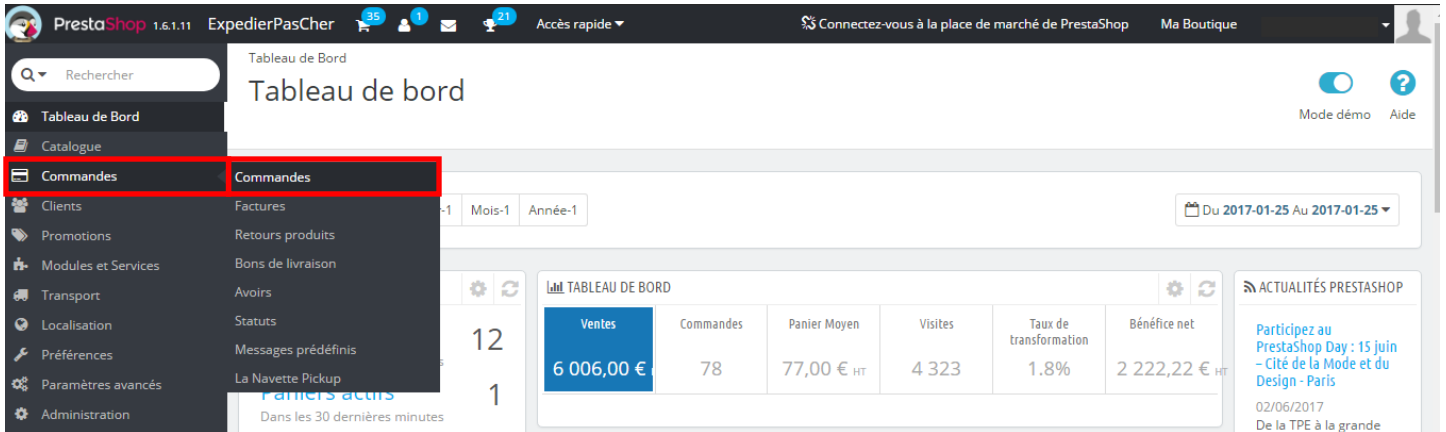 PrestaShop 1.6.1.11 ExpedierPasCher 35 1 21 Accès rapide Connectez-vous à la place de marché de PrestaShop Ma Boutique
Rechercher
Tableau de Bord
Tableau de bord
Mode démo Aide
Tableau de Bord
Catalogue
Commandes
Clients
Promotions
Modules et Services
Transport
Localisation
Préférences
Paramètres avancés
Administration
Commandes
Factures
Retours produits
Bons de livraison
Avoirs
Statuts
Messages prédéfinis
La Navette Pickup
-1 Mois-1 Année-1
Du 2017-01-25 Au 2017-01-25
12
Paniers actifs 1
Dans les 30 dernières minutes
TABLEAU DE BORD
Ventes Commandes Panier Moyen Visites Taux de transformation Bénéfice net
6 006,00 € 78 77,00 € HT 4 323 1.8% 2 222,22 € HT
ACTUALITÉS PRESTASHOP
Participez au
PrestaShop Day : 15 juin
– Cité de la Mode et du
Design - Paris
02/06/2017
De la TPE à la grande